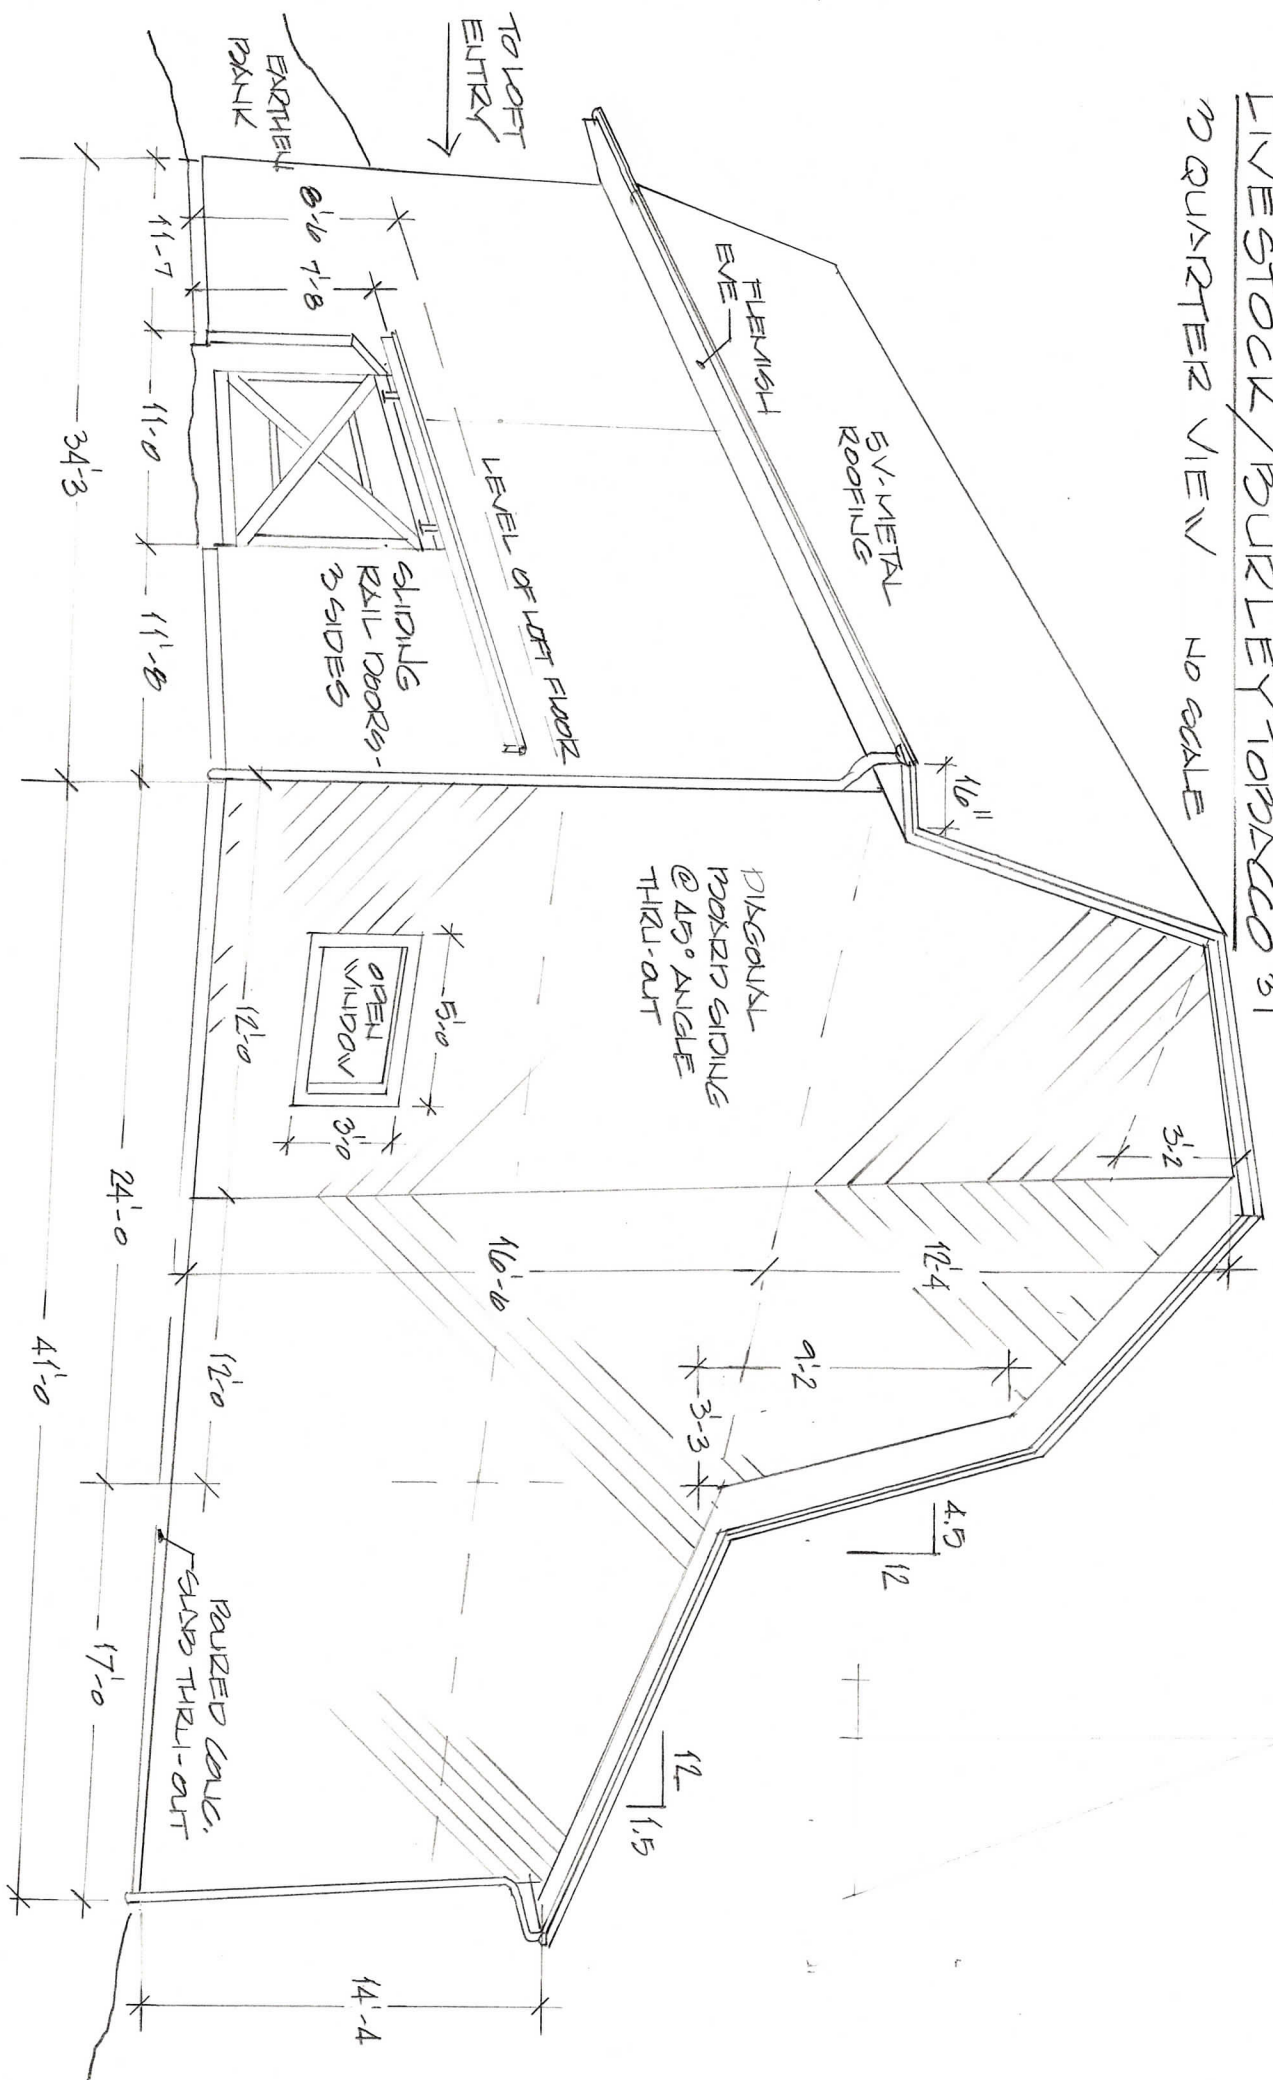 LIVESTOCK/BURLEY TOBACCO '31
3 QUARTER VIEW NO SCALE
TO LOFT
ENTRY
EARTHEN
BANK
FLEMISH
EVE
5V-METAL
ROOFING
16"
3'-2
12'-4
9'-2
3'-3
4.5
12
12
1.5
DIAGONAL
BOARD SIDING
@ 45° ANGLE
THRU-OUT
LEVEL OF LOFT FLOOR
8'-6
7'-8
SLIDING
RAIL DOORS-
3 SIDES
5'-0
OPEN
WINDOW
3'-0
16'-6
14'-4
12'-0
12'-0
POURED CONC.
SLAB THRU-OUT
11'-7
11'-0
11'-8
24'-0
17'-0
34'-3
41'-0